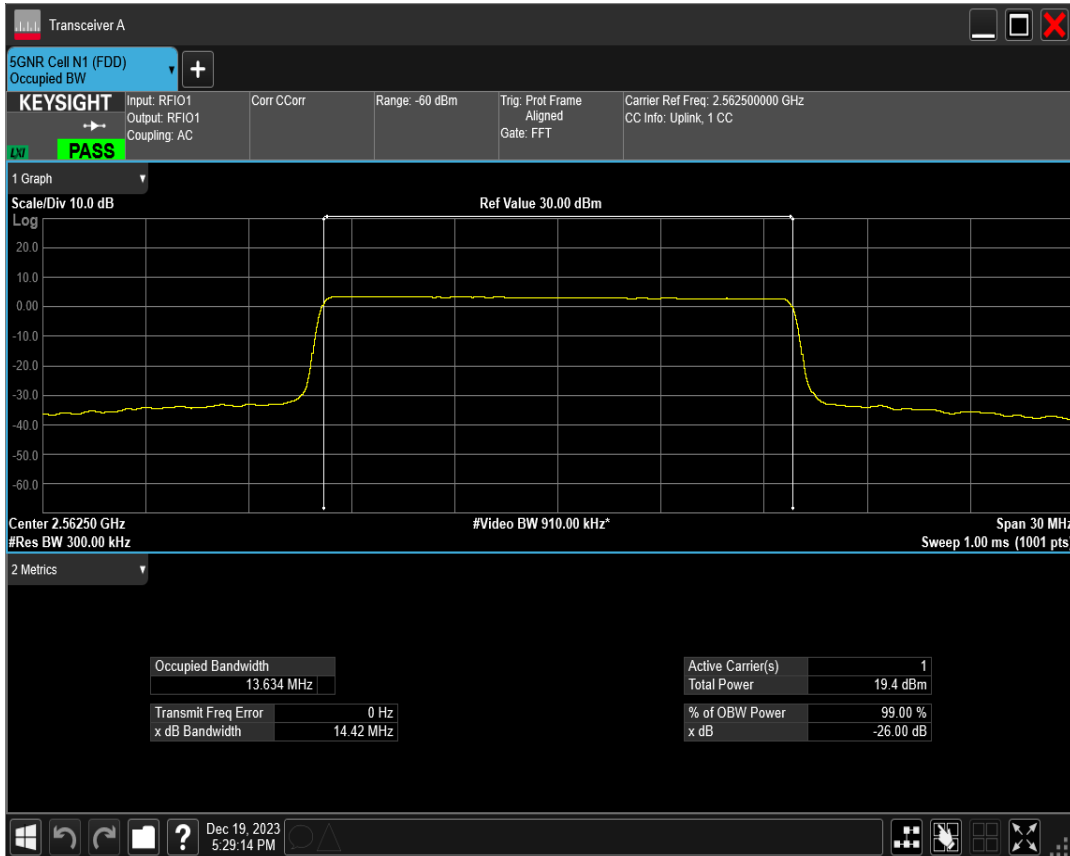 Transceiver A
5GNR Cell N1 (FDD)
Occupied BW
+
KEYSIGHT
LXI
PASS
Input: RFIO1
Output: RFIO1
Coupling: AC
Corr CCorr
Range: -60 dBm
Trig: Prot Frame
Aligned
Gate: FFT
Carrier Ref Freq: 2.562500000 GHz
CC Info: Uplink, 1 CC
1 Graph
Scale/Div 10.0 dB
Ref Value 30.00 dBm
Log
20.0
10.0
0.00
-10.0
-20.0
-30.0
-40.0
-50.0
-60.0
Center 2.56250 GHz
#Video BW 910.00 kHz*
Span 30 MHz
#Res BW 300.00 kHz
Sweep 1.00 ms (1001 pts)
2 Metrics
Occupied Bandwidth
13.634 MHz
Transmit Freq Error 0 Hz
x dB Bandwidth 14.42 MHz
Active Carrier(s) 1
Total Power 19.4 dBm
% of OBW Power 99.00 %
x dB -26.00 dB
?
Dec 19, 2023
5:29:14 PM